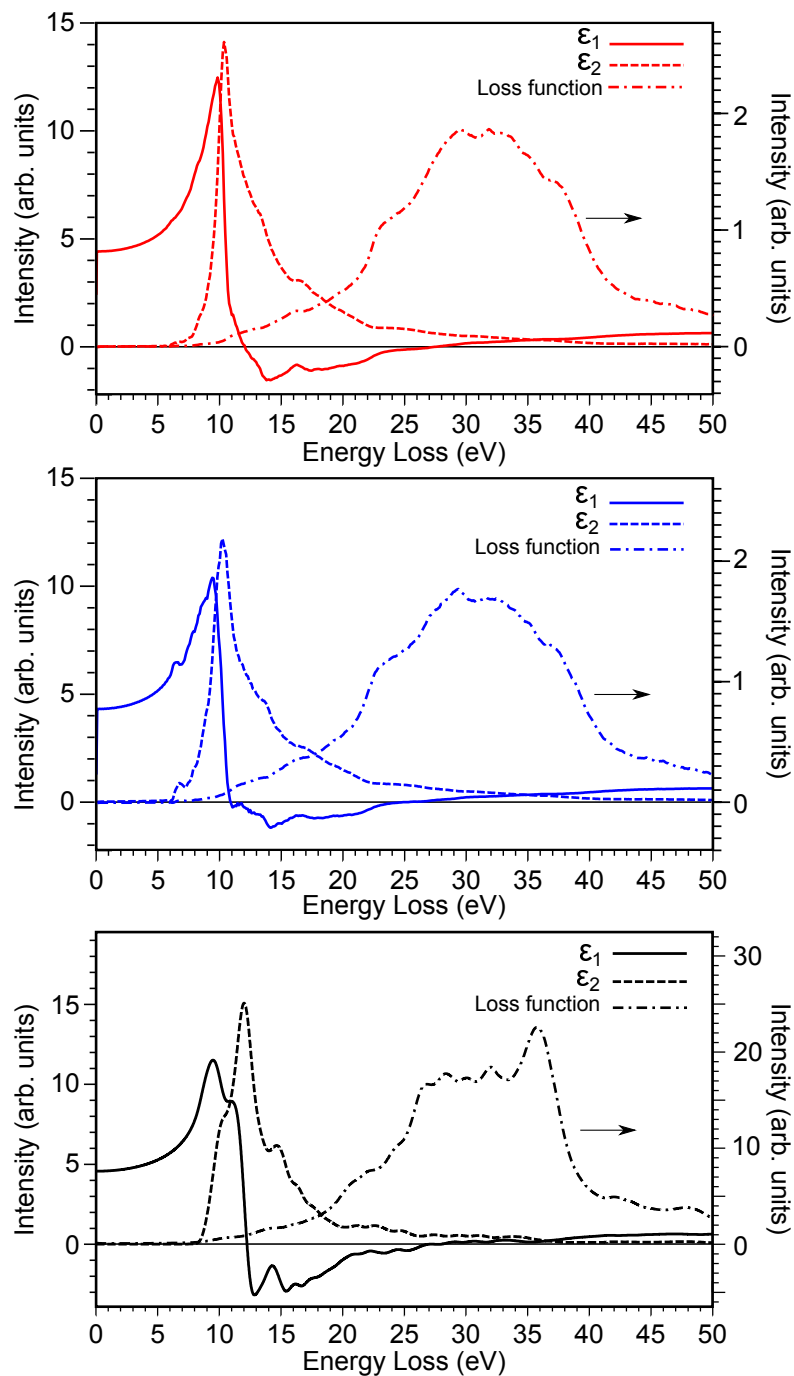 15
10
5
0
Intensity (arb. units)
ε1
ε2
Loss function
2
1
0
Intensity (arb. units)
0 5 10 15 20 25 30 35 40 45 50
Energy Loss (eV)
15
10
5
0
Intensity (arb. units)
ε1
ε2
Loss function
2
1
0
Intensity (arb. units)
0 5 10 15 20 25 30 35 40 45 50
Energy Loss (eV)
15
10
5
0
Intensity (arb. units)
ε1
ε2
Loss function
30
20
10
0
Intensity (arb. units)
0 5 10 15 20 25 30 35 40 45 50
Energy Loss (eV)